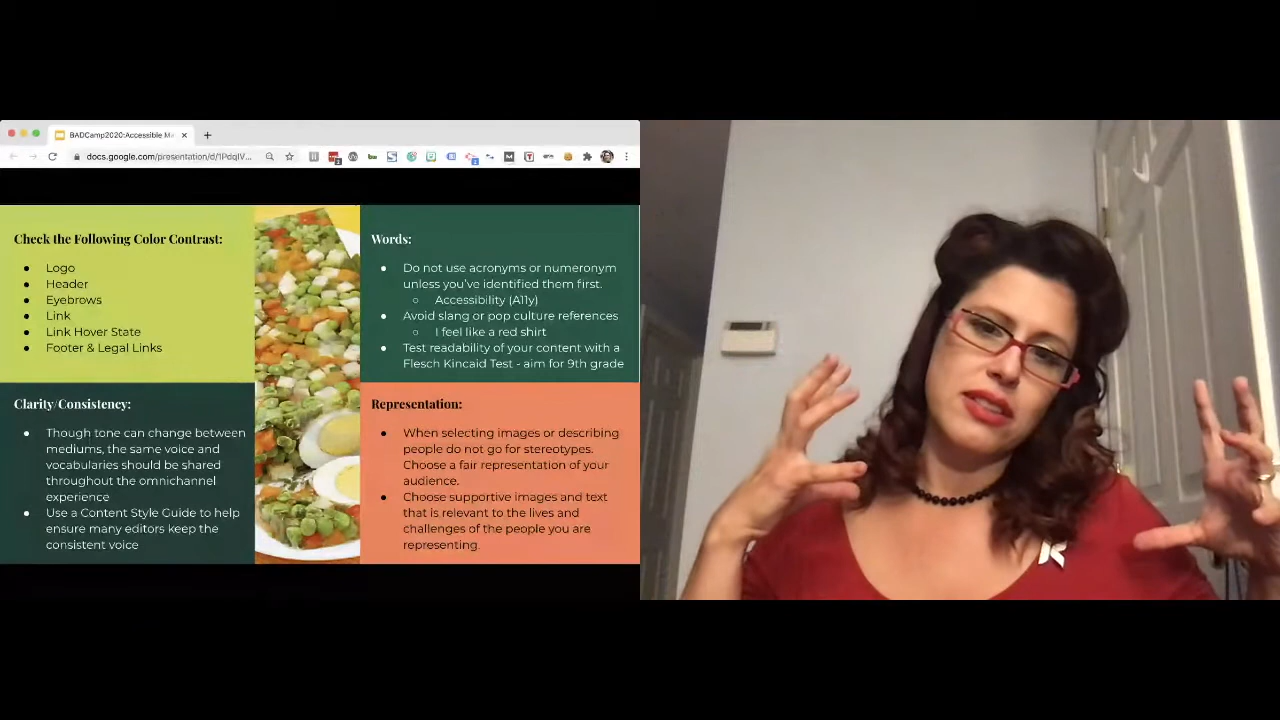 BADCamp2020:Accessible Ma
docs.google.com/presentation/d/1PdqIV...
Check the Following Color Contrast:
● Logo
● Header
● Eyebrows
● Link
● Link Hover State
● Footer & Legal Links
Words:
● Do not use acronyms or numeronym
unless you've identified them first.
○ Accessibility (A11y)
● Avoid slang or pop culture references
○ I feel like a red shirt
● Test readability of your content with a
Flesch Kincaid Test - aim for 9th grade
Clarity/Consistency:
● Though tone can change between
mediums, the same voice and
vocabularies should be shared
throughout the omnichannel
experience
● Use a Content Style Guide to help
ensure many editors keep the
consistent voice
Representation:
● When selecting images or describing
people do not go for stereotypes.
Choose a fair representation of your
audience.
● Choose supportive images and text
that is relevant to the lives and
challenges of the people you are
representing.